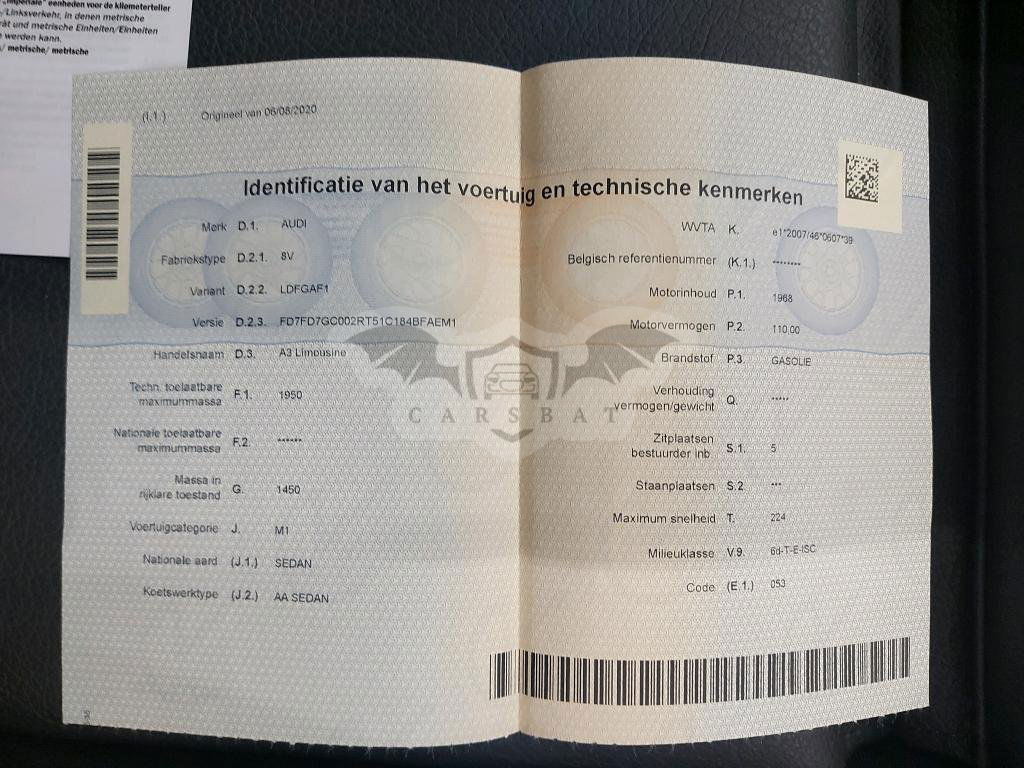 „Imperiale" eenheden voor de kilometerteller
/Linksverkehr, in denen metrische
rät und metrische Einheiten/Einheiten
werden kann.
/ metrische/ metrische
(I.1.) Origineel van 06/08/2020
Identificatie van het voertuig en technische kenmerken
Merk D.1. AUDI
Fabriekstype D.2.1. 8V
Variant D.2.2. LDFGAF1
Versie D.2.3. FD7FD7GC002RT51C184BFAEM1
Handelsnaam D.3. A3 Limousine
Techn. toelaatbare
maximummassa F.1. 1950
Nationale toelaatbare
maximummassa F.2. ******
Massa in
rijklare toestand G. 1450
Voertuigcategorie J. M1
Nationale aard (J.1.) SEDAN
Koetswerktype (J.2.) AA SEDAN
WVTA K. e1*2007/46*0607*39
Belgisch referentienummer (K.1.) ********
Motorinhoud P.1. 1968
Motorvermogen P.2. 110.00
Brandstof P.3. GASOLIE
Verhouding
vermogen/gewicht Q. *****
Zitplaatsen
bestuurder inb. S.1. 5
Staanplaatsen S.2. ***
Maximum snelheid T. 224
Milieuklasse V.9. 6d-T-E-ISC
Code (E.1.) 053
CARSBAT